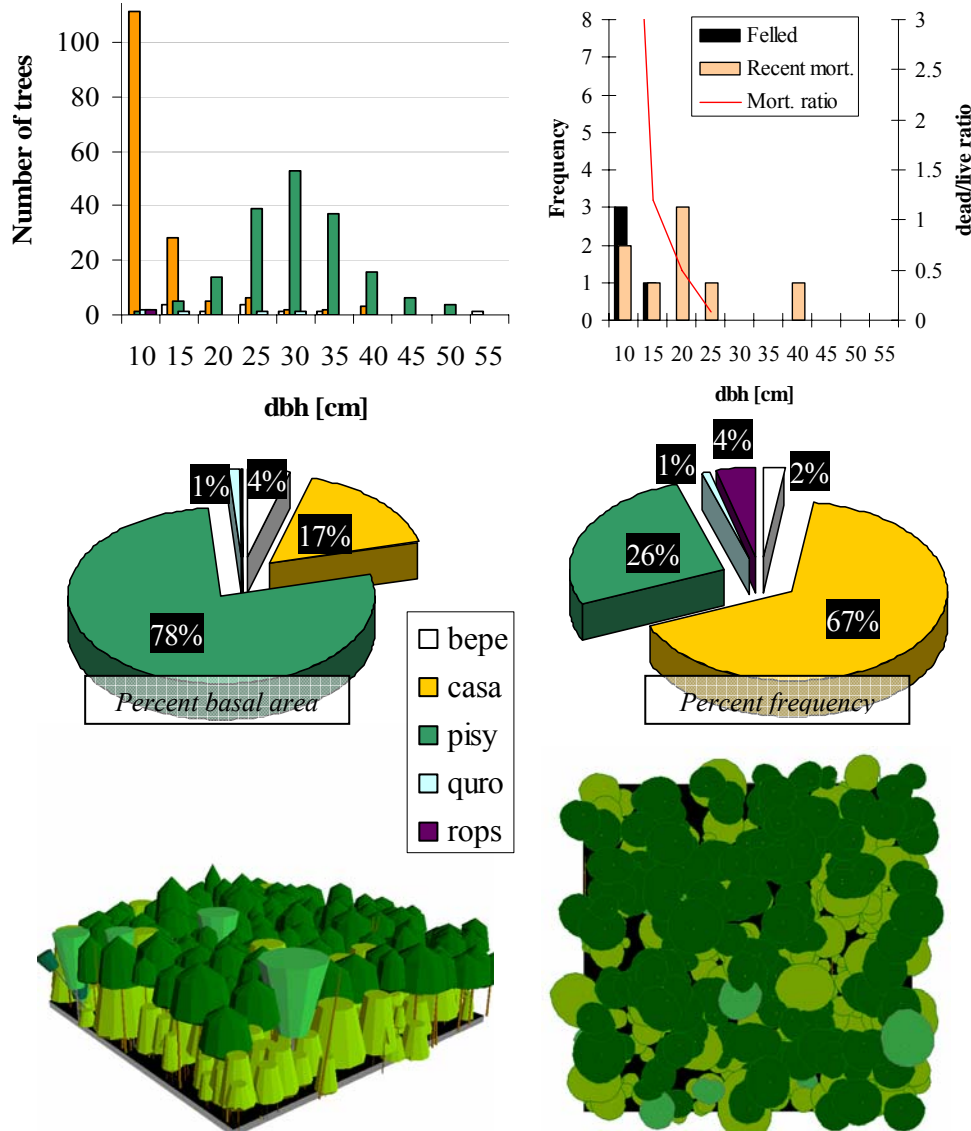 Number of trees
100
80
60
40
20
0
10 15 20 25 30 35 40 45 50 55
dbh [cm]
Frequency
8
7
6
5
4
3
2
1
0
Felled
Recent mort.
Mort. ratio
3
2.5
2
1.5
1
0.5
0
dead/live ratio
10 15 20 25 30 35 40 45 50 55
dbh [cm]
1%
4%
17%
78%
Percent basal area
1%
4%
2%
26%
67%
Percent frequency
bepe
casa
pisy
quro
rops